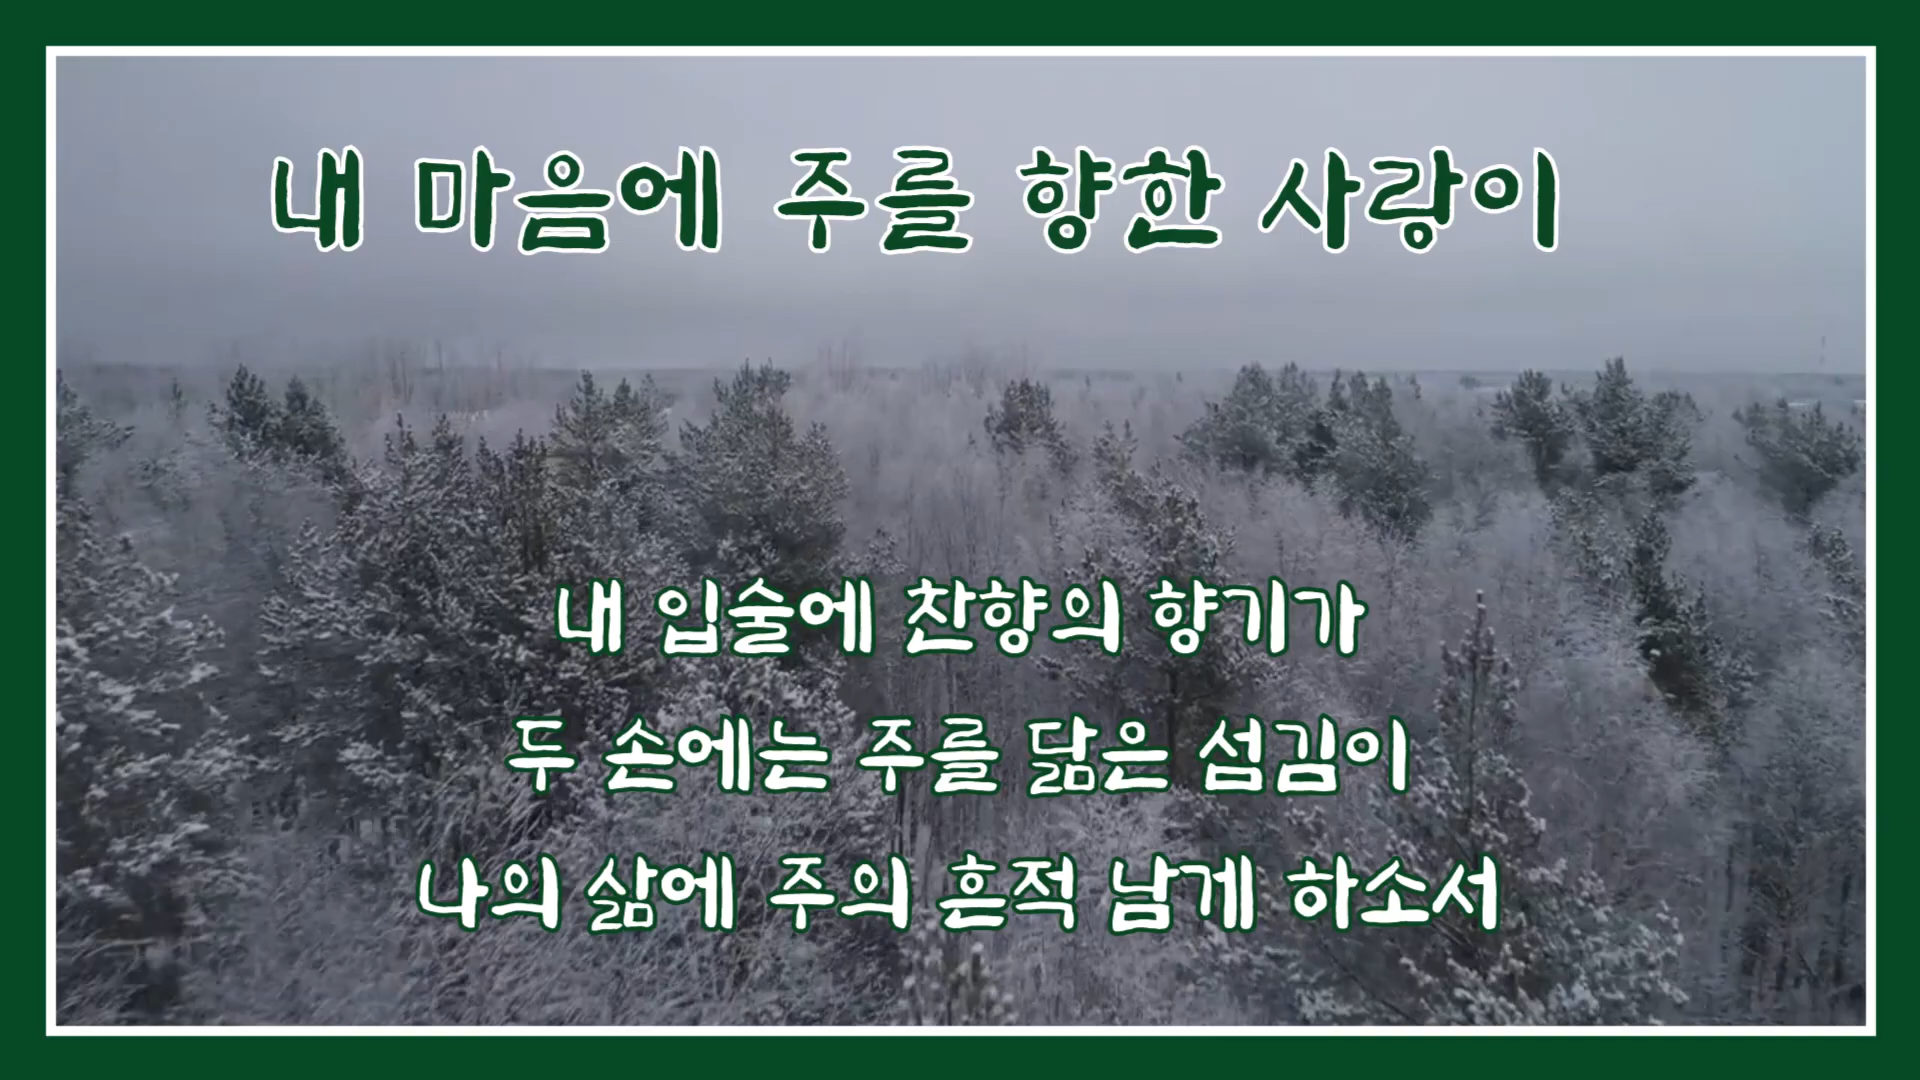 내 마음에 주를 향한 사랑이
내 입술에 찬향의 향기가
두 손에는 주를 닮은 섬김이
나의 삶에 주의 흔적 남게 하소서